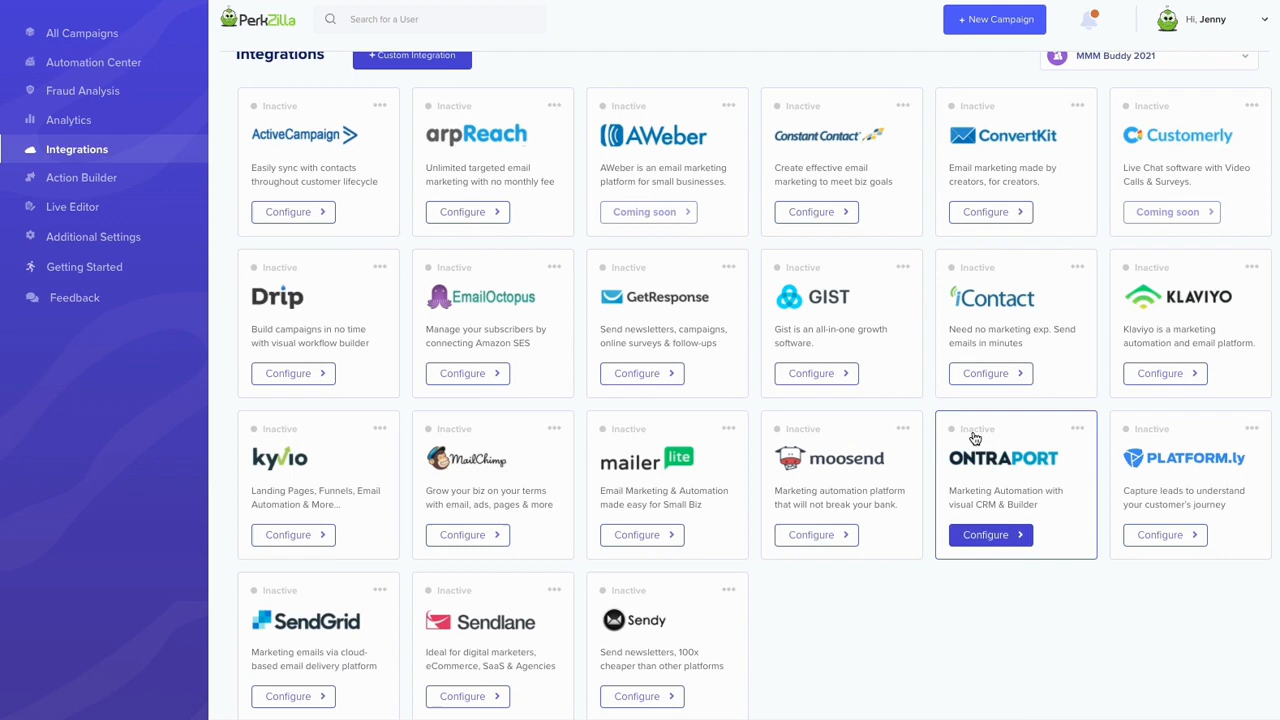 All Campaigns
Automation Center
Fraud Analysis
Analytics
Integrations
Action Builder
Live Editor
Additional Settings
Getting Started
Feedback
PerkZilla
Search for a User
+ New Campaign
Hi, Jenny
Integrations
+ Custom Integration
MMM Buddy 2021
Inactive
ActiveCampaign >
Easily sync with contacts
throughout customer lifecycle
Configure
Inactive
arpReach
Unlimited targeted email
marketing with no monthly fee
Configure
Inactive
AWeber
AWeber is an email marketing
platform for small businesses.
Coming soon
Inactive
Constant Contact
Create effective email
marketing to meet biz goals
Configure
Inactive
ConvertKit
Email marketing made by
creators, for creators.
Configure
Inactive
Customerly
Live Chat software with Video
Calls & Surveys.
Coming soon
Inactive
Drip
Build campaigns in no time
with visual workflow builder
Configure
Inactive
EmailOctopus
Manage your subscribers by
connecting Amazon SES
Configure
Inactive
GetResponse
Send newsletters, campaigns,
online surveys & follow-ups
Configure
Inactive
GIST
Gist is an all-in-one growth
software.
Configure
Inactive
iContact
Need no marketing exp. Send
emails in minutes
Configure
Inactive
KLAVIYO
Klaviyo is a marketing
automation and email platform.
Configure
Inactive
kyvio
Landing Pages, Funnels, Email
Automation & More...
Configure
Inactive
MailChimp
Grow your biz on your terms
with email, ads, pages & more
Configure
Inactive
mailer lite
Email Marketing & Automation
made easy for Small Biz
Configure
Inactive
moosend
Marketing automation platform
that will not break your bank.
Configure
Inactive
ONTRAPORT
Marketing Automation with
visual CRM & Builder
Configure
Inactive
PLATFORM.ly
Capture leads to understand
your customer's journey
Configure
Inactive
SendGrid
Marketing emails via cloud-
based email delivery platform
Configure
Inactive
Sendlane
Ideal for digital marketers,
eCommerce, SaaS & Agencies
Configure
Inactive
Sendy
Send newsletters, 100x
cheaper than other platforms
Configure